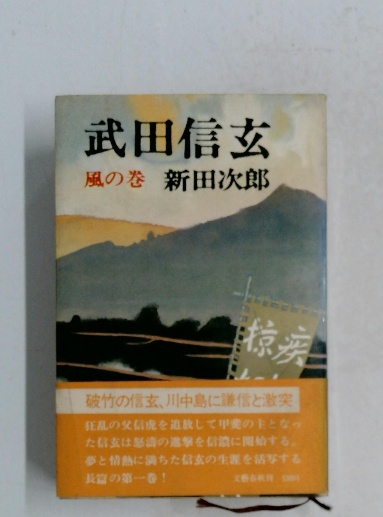 武田信玄
風の巻 新田次郎
掠疾
破竹の信玄、川中島に謙信と激突
狂乱の父信虎を追放して甲斐の主となっ
た信玄は怒濤の進撃を信濃に開始する。
夢と情熱に満ちた信玄の生涯を活写する
長篇の第一巻!
文藝春秋刊